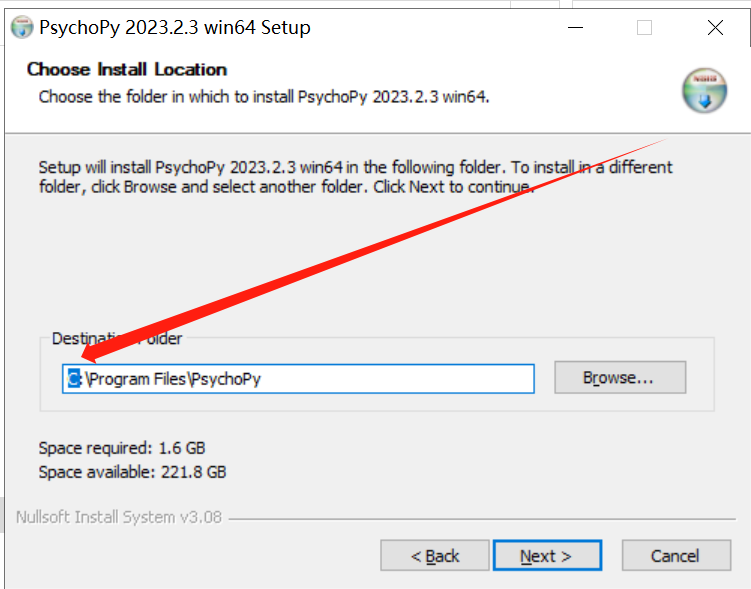 PsychoPy 2023.2.3 win64 Setup
Choose Install Location
Choose the folder in which to install PsychoPy 2023.2.3 win64.
Setup will install PsychoPy 2023.2.3 win64 in the following folder. To install in a different
folder, click Browse and select another folder. Click Next to continue.
Destination Folder
C:\Program Files\PsychoPy
Browse...
Space required: 1.6 GB
Space available: 221.8 GB
Nullsoft Install System v3.08
< Back
Next >
Cancel